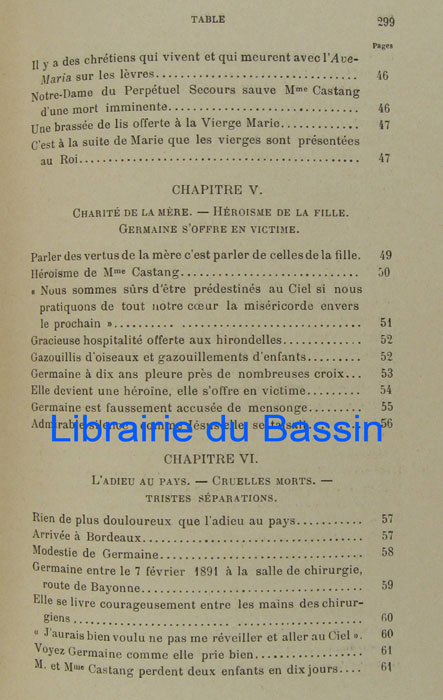 TABLE 299
Pages
Il y a des chrétiens qui vivent et qui meurent avec l'Ave-
Maria sur les lèvres. 46
Notre-Dame du Perpétuel Secours sauve Mme Castang
d'une mort imminente. 46
Une brassée de lis offerte à la Vierge Marie. 47
C'est à la suite de Marie que les vierges sont présentées
au Roi. 47
CHAPITRE V.
CHARITÉ DE LA MÈRE. — HÉROISME DE LA FILLE.
GERMAINE S'OFFRE EN VICTIME.
Parler des vertus de la mère c'est parler de celles de la fille. 49
Héroïsme de Mme Castang. 50
« Nous sommes sûrs d'être prédestinés au Ciel si nous
pratiquons de tout notre cœur la miséricorde envers
le prochain ». 51
Gracieuse hospitalité offerte aux hirondelles. 52
Gazouillis d'oiseaux et gazouillements d'enfants. 52
Germaine à dix ans pleure près de nombreuses croix... 53
Elle devient une héroïne, elle s'offre en victime. 54
Germaine est faussement accusée de mensonge. 55
Admirable silence, comme Jésus elle se tait. 56
Librairie du Bassin
CHAPITRE VI.
L'ADIEU AU PAYS. — CRUELLES MORTS. —
TRISTES SÉPARATIONS.
Rien de plus douloureux que l'adieu au pays. 57
Arrivée à Bordeaux. 57
Modestie de Germaine. 58
Germaine entre le 7 février 1891 à la salle de chirurgie,
route de Bayonne. 59
Elle se livre courageusement entre les mains des chirur-
giens. 60
« J'aurais bien voulu ne pas me réveiller et aller au Ciel ». 60
Voyez Germaine comme elle prie bien. 61
M. et Mme Castang perdent deux enfants en dix jours. 61